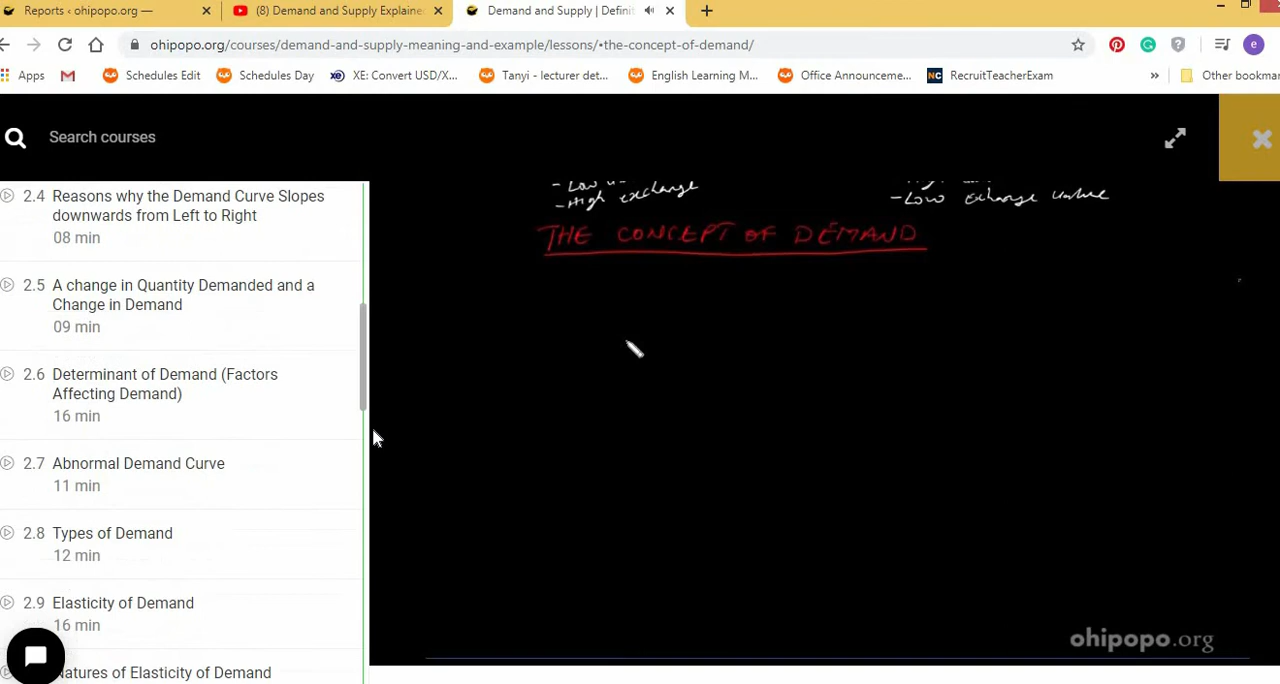 Reports ‹ ohipopo.org —
(8) Demand and Supply Explaine
Demand and Supply | Defini
ohipopo.org/courses/demand-and-supply-meaning-and-example/lessons/•the-concept-of-demand/
e
Apps
Schedules Edit
Schedules Day
XE: Convert USD/X...
Tanyi - lecturer det...
English Learning M...
Office Announceme...
NC RecruitTeacherExam
»
Other bookmar
Search courses
2.4 Reasons why the Demand Curve Slopes
downwards from Left to Right
08 min
2.5 A change in Quantity Demanded and a
Change in Demand
09 min
2.6 Determinant of Demand (Factors
Affecting Demand)
16 min
2.7 Abnormal Demand Curve
11 min
2.8 Types of Demand
12 min
2.9 Elasticity of Demand
16 min
Natures of Elasticity of Demand
- Low
- High exchange
- Low exchange value
THE CONCEPT OF DEMAND
ohipopo.org